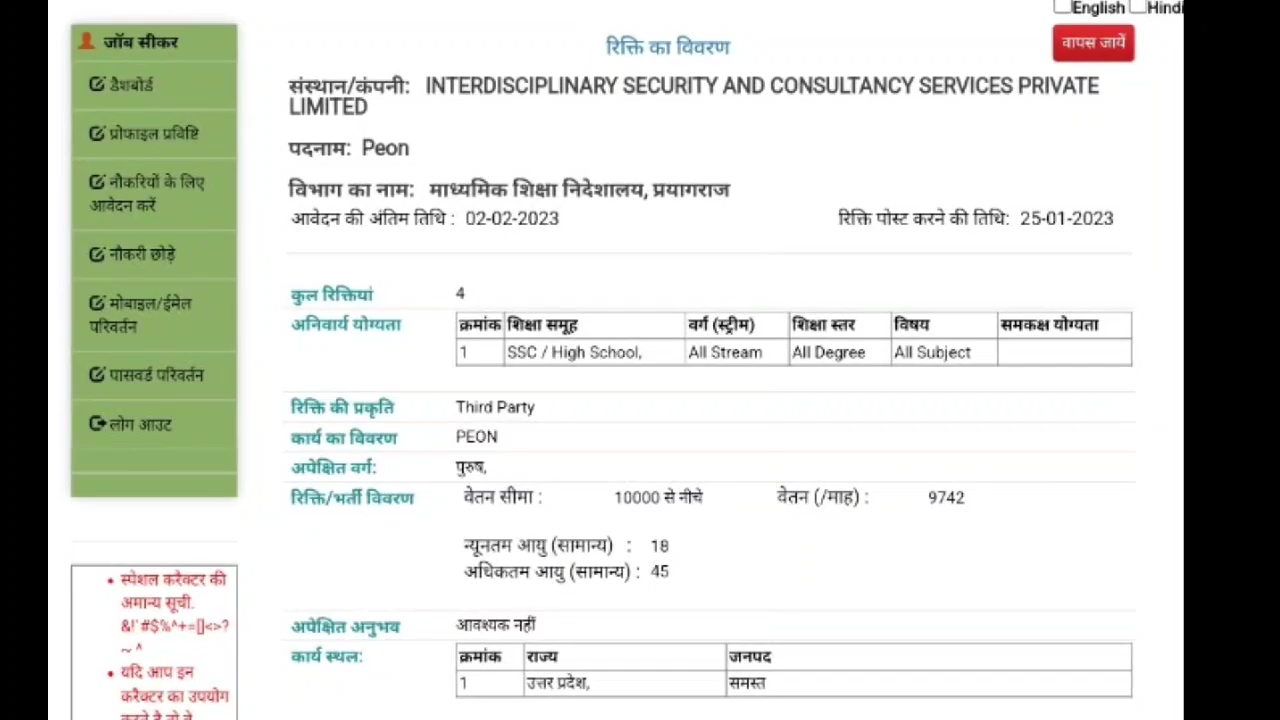 English Hindi
जॉब सीकर
रिक्ति का विवरण
वापस जायें
डैशबोर्ड
प्रोफाइल प्रविष्टि
नौकरियों के लिए
आवेदन करें
नौकरी छोड़े
मोबाइल/ईमेल
परिवर्तन
पासवर्ड परिवर्तन
लोग आउट
स्पेशल करैक्टर की
अमान्य सूची.
&!`#$%^+=[]<>?
~ ^
यदि आप इन
करैक्टर का उपयोग
करते है तो वे
संस्थान/कंपनी: INTERDISCIPLINARY SECURITY AND CONSULTANCY SERVICES PRIVATE
LIMITED
पदनाम: Peon
विभाग का नाम: माध्यमिक शिक्षा निदेशालय, प्रयागराज
आवेदन की अंतिम तिथि : 02-02-2023 रिक्ति पोस्ट करने की तिथि: 25-01-2023
कुल रिक्तियां 4
अनिवार्य योग्यता क्रमांक शिक्षा समूह वर्ग (स्ट्रीम) शिक्षा स्तर विषय समकक्ष योग्यता
1 SSC / High School, All Stream All Degree All Subject
रिक्ति की प्रकृति Third Party
कार्य का विवरण PEON
अपेक्षित वर्ग: पुरुष,
रिक्ति/भर्ती विवरण वेतन सीमा : 10000 से नीचे वेतन (/माह) : 9742
न्यूनतम आयु (सामान्य) : 18
अधिकतम आयु (सामान्य) : 45
अपेक्षित अनुभव आवश्यक नहीं
कार्य स्थल: क्रमांक राज्य जनपद
1 उत्तर प्रदेश, समस्त